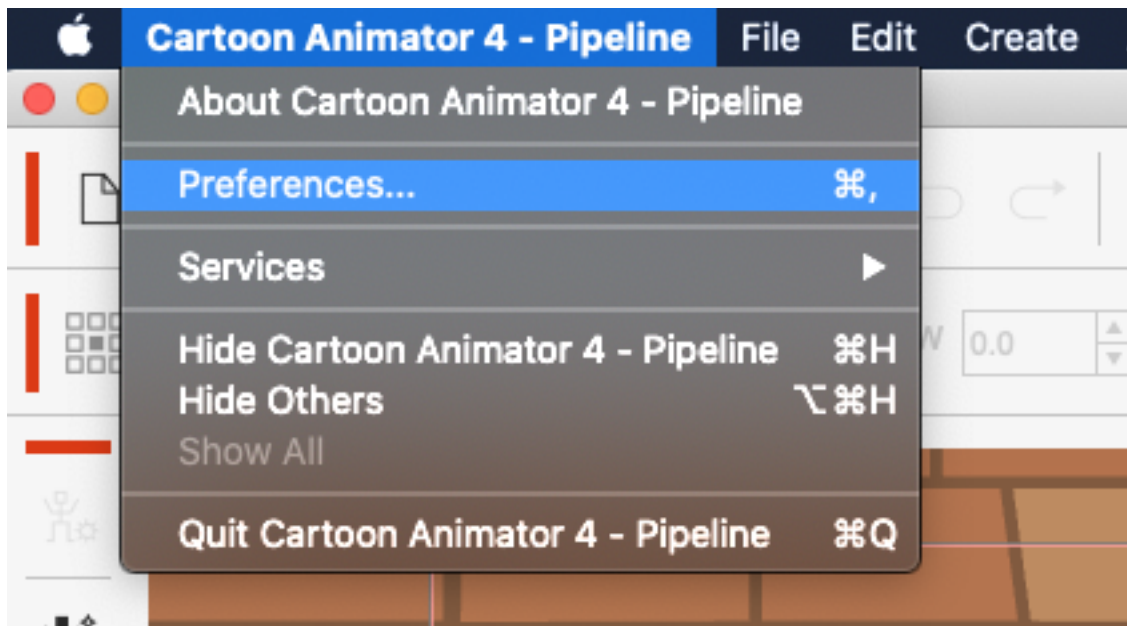 Cartoon Animator 4 - Pipeline File Edit Create
About Cartoon Animator 4 - Pipeline
Preferences... ⌘,
Services ▶
W 0.0
Hide Cartoon Animator 4 - Pipeline ⌘H
Hide Others ⌥⌘H
Show All
Quit Cartoon Animator 4 - Pipeline ⌘Q